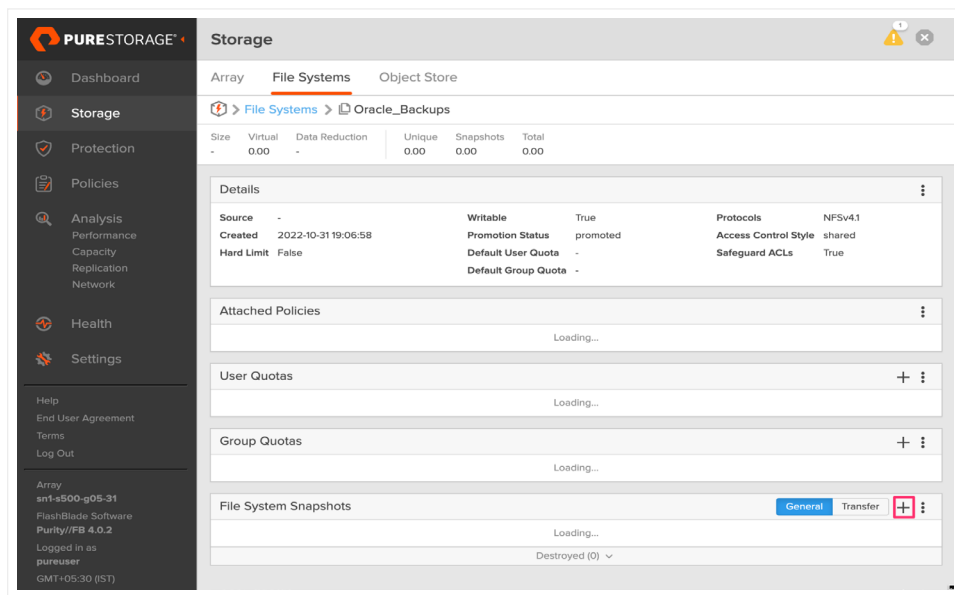 PURESTORAGE®
Dashboard
Storage
Protection
Policies
Analysis
Performance
Capacity
Replication
Network
Health
Settings
Help
End User Agreement
Terms
Log Out
Array
sn1-s500-g05-31
FlashBlade Software
Purity//FB 4.0.2
Logged in as
pureuser
GMT+05:30 (IST)
Storage
1
Array File Systems Object Store
> File Systems > Oracle_Backups
Size Virtual Data Reduction Unique Snapshots Total
- 0.00 - 0.00 0.00 0.00
Details
Source - Writable True Protocols NFSv4.1
Created 2022-10-31 19:06:58 Promotion Status promoted Access Control Style shared
Hard Limit False Default User Quota - Safeguard ACLs True
Default Group Quota -
Attached Policies
Loading...
User Quotas
Loading...
Group Quotas
Loading...
File System Snapshots General Transfer
Loading...
Destroyed (0)